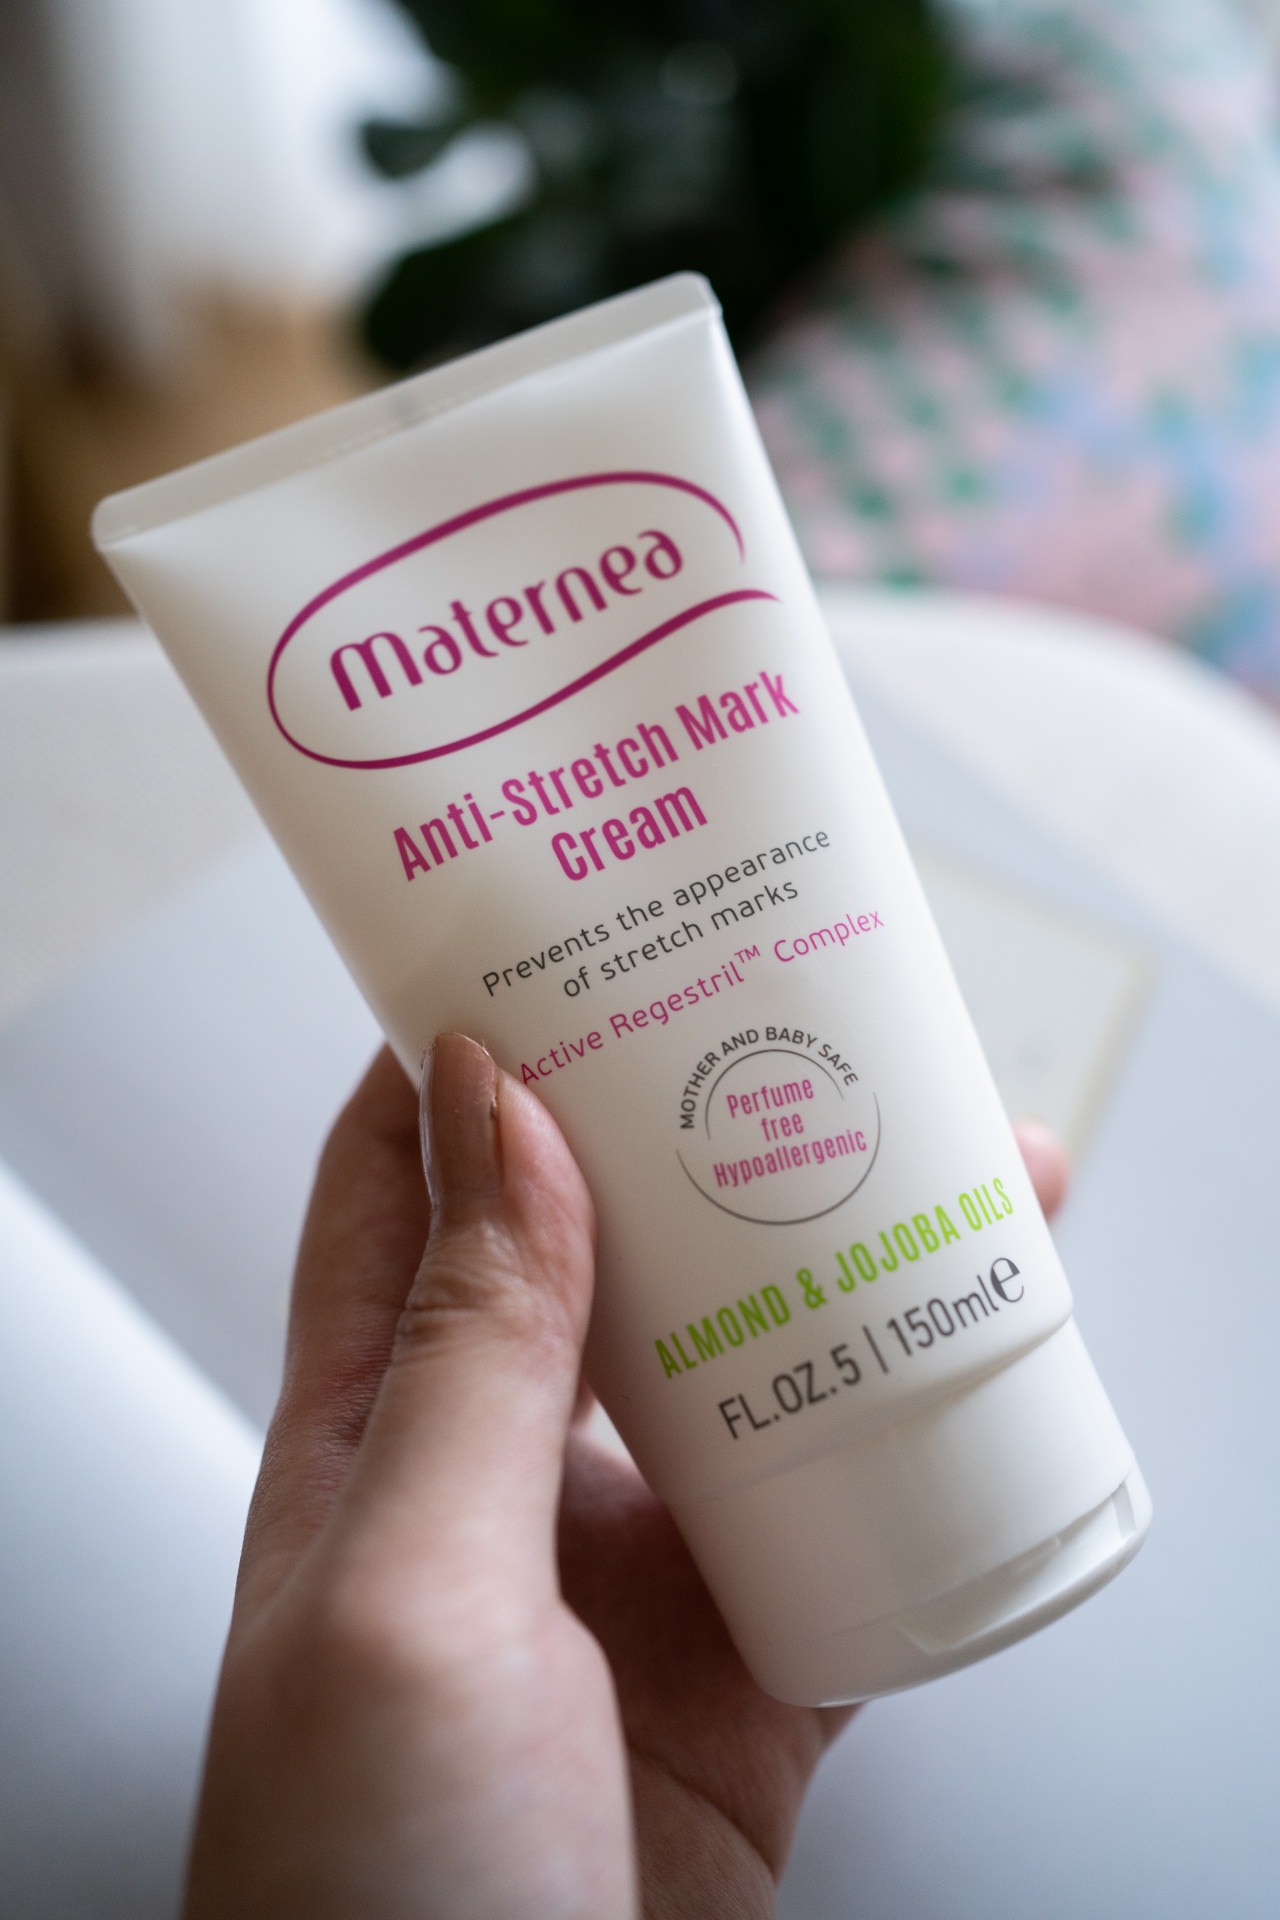 Maternea
Anti-Stretch Mark
Cream
Prevents the appearance
of stretch marks
Active Regestril™ Complex
MOTHER AND BABY SAFE
Perfume
free
Hypoallergenic
ALMOND & JOJOBA OILS
FL.OZ. 5 | 150ml℮